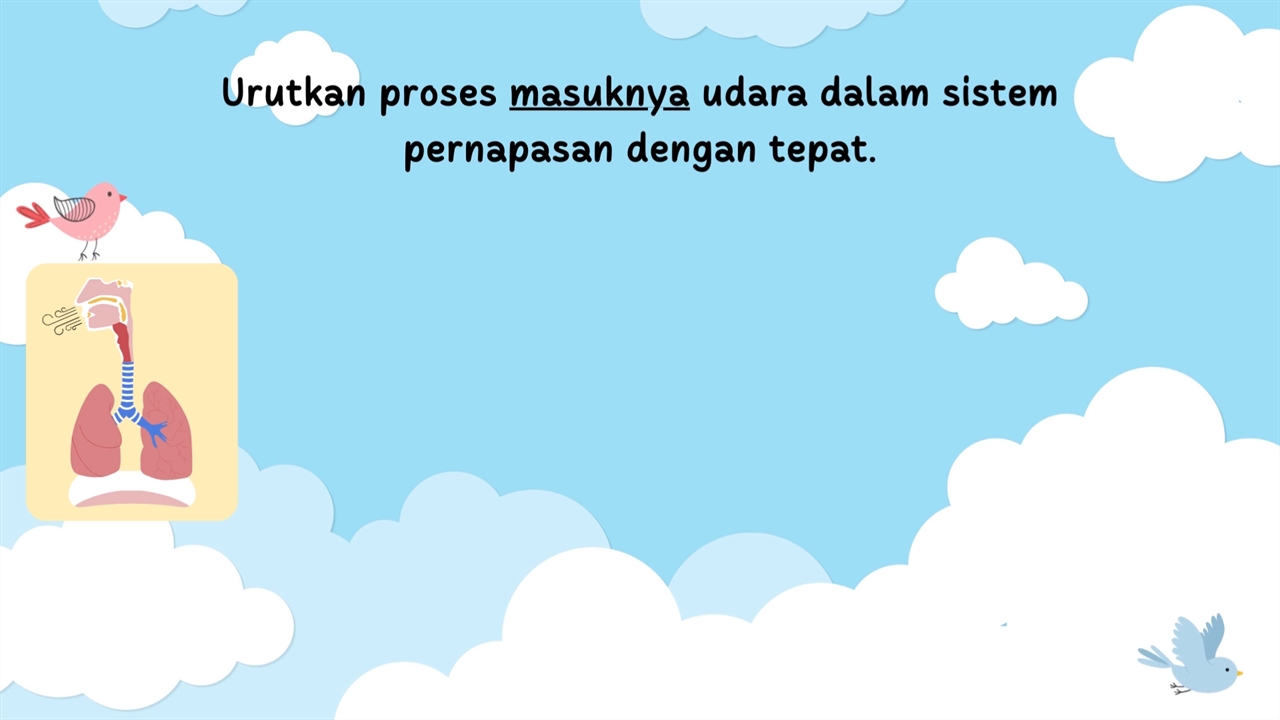 Urutkan proses masuknya udara dalam sistem
pernapasan dengan tepat.